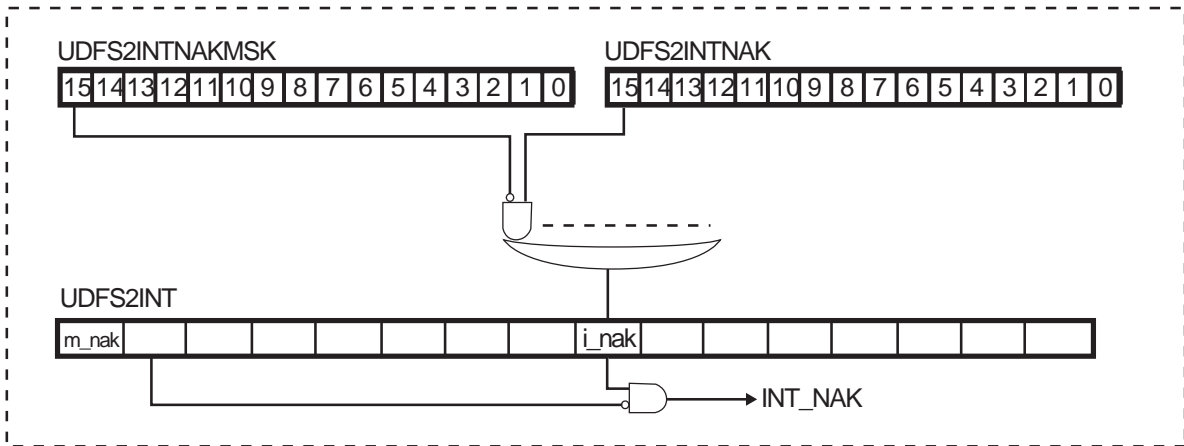 UDFS2INTNAKMSK
UDFS2INTNAK
15 14 13 12 11 10 9 8 7 6 5 4 3 2 1 0
15 14 13 12 11 10 9 8 7 6 5 4 3 2 1 0
UDFS2INT
m_nak
i_nak
INT_NAK